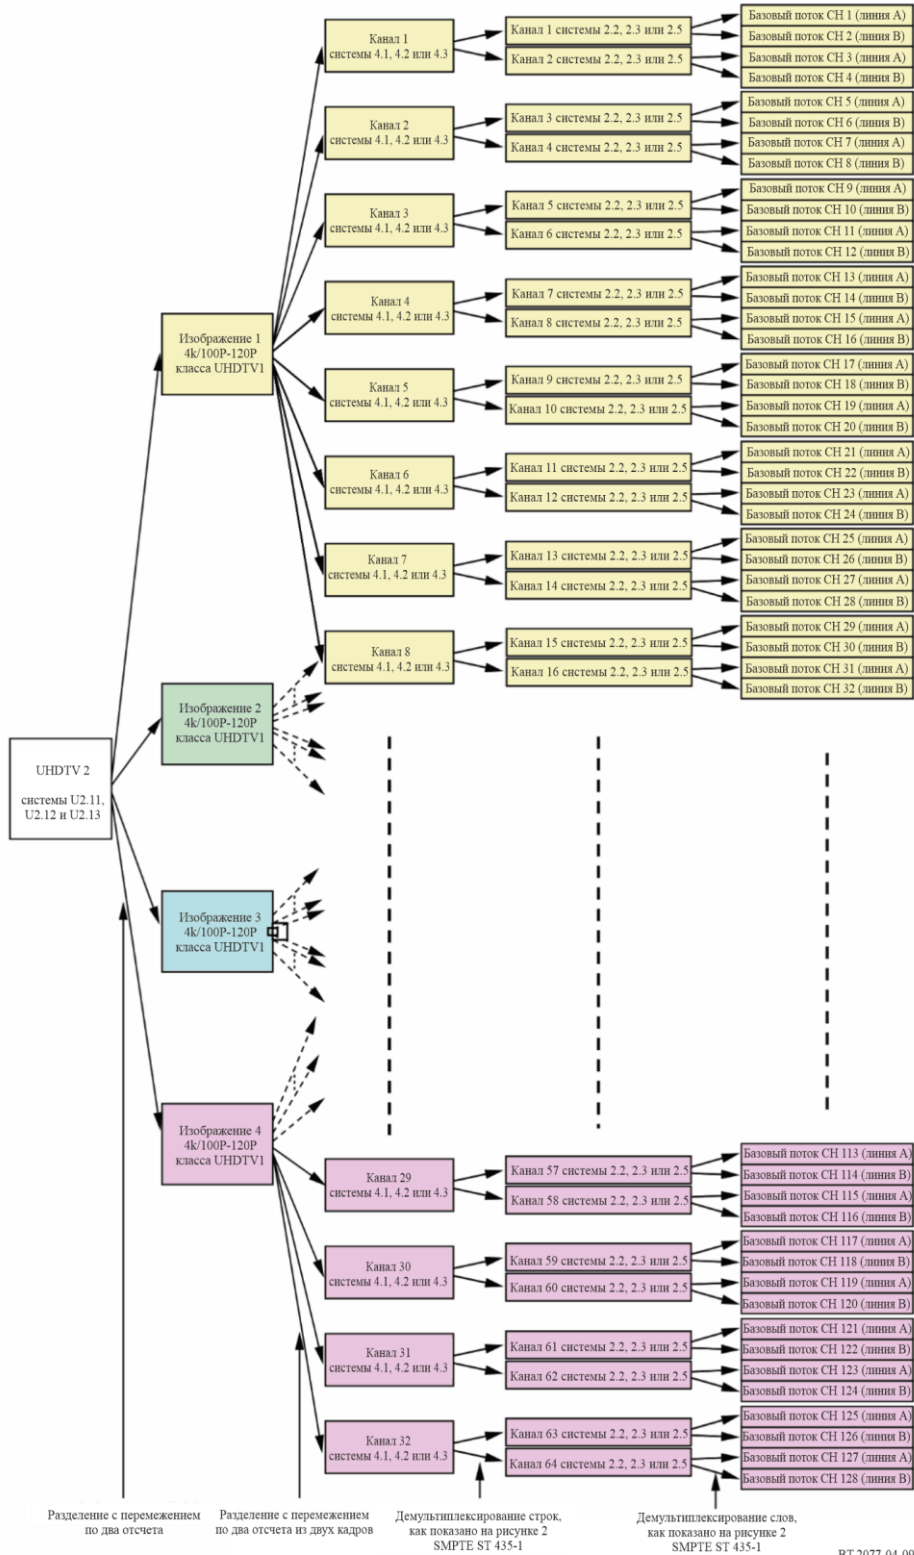 UHDTV 2
системы U2.11,
U2.12 и U2.13
Изображение 1
4k/100P-120P
класса UHDTV1
Изображение 2
4k/100P-120P
класса UHDTV1
Изображение 3
4k/100P-120P
класса UHDTV1
Изображение 4
4k/100P-120P
класса UHDTV1
Канал 1
системы 4.1, 4.2 или 4.3
Канал 2
системы 4.1, 4.2 или 4.3
Канал 3
системы 4.1, 4.2 или 4.3
Канал 4
системы 4.1, 4.2 или 4.3
Канал 5
системы 4.1, 4.2 или 4.3
Канал 6
системы 4.1, 4.2 или 4.3
Канал 7
системы 4.1, 4.2 или 4.3
Канал 8
системы 4.1, 4.2 или 4.3
Канал 29
системы 4.1, 4.2 или 4.3
Канал 30
системы 4.1, 4.2 или 4.3
Канал 31
системы 4.1, 4.2 или 4.3
Канал 32
системы 4.1, 4.2 или 4.3
Канал 1 системы 2.2, 2.3 или 2.5
Канал 2 системы 2.2, 2.3 или 2.5
Канал 3 системы 2.2, 2.3 или 2.5
Канал 4 системы 2.2, 2.3 или 2.5
Канал 5 системы 2.2, 2.3 или 2.5
Канал 6 системы 2.2, 2.3 или 2.5
Канал 7 системы 2.2, 2.3 или 2.5
Канал 8 системы 2.2, 2.3 или 2.5
Канал 9 системы 2.2, 2.3 или 2.5
Канал 10 системы 2.2, 2.3 или 2.5
Канал 11 системы 2.2, 2.3 или 2.5
Канал 12 системы 2.2, 2.3 или 2.5
Канал 13 системы 2.2, 2.3 или 2.5
Канал 14 системы 2.2, 2.3 или 2.5
Канал 15 системы 2.2, 2.3 или 2.5
Канал 16 системы 2.2, 2.3 или 2.5
Канал 57 системы 2.2, 2.3 или 2.5
Канал 58 системы 2.2, 2.3 или 2.5
Канал 59 системы 2.2, 2.3 или 2.5
Канал 60 системы 2.2, 2.3 или 2.5
Канал 61 системы 2.2, 2.3 или 2.5
Канал 62 системы 2.2, 2.3 или 2.5
Канал 63 системы 2.2, 2.3 или 2.5
Канал 64 системы 2.2, 2.3 или 2.5
Базовый поток CH 1 (линия A)
Базовый поток CH 2 (линия B)
Базовый поток CH 3 (линия A)
Базовый поток CH 4 (линия B)
Базовый поток CH 5 (линия A)
Базовый поток CH 6 (линия B)
Базовый поток CH 7 (линия A)
Базовый поток CH 8 (линия B)
Базовый поток CH 9 (линия A)
Базовый поток CH 10 (линия B)
Базовый поток CH 11 (линия A)
Базовый поток CH 12 (линия B)
Базовый поток CH 13 (линия A)
Базовый поток CH 14 (линия B)
Базовый поток CH 15 (линия A)
Базовый поток CH 16 (линия B)
Базовый поток CH 17 (линия A)
Базовый поток CH 18 (линия B)
Базовый поток CH 19 (линия A)
Базовый поток CH 20 (линия B)
Базовый поток CH 21 (линия A)
Базовый поток CH 22 (линия B)
Базовый поток CH 23 (линия A)
Базовый поток CH 24 (линия B)
Базовый поток CH 25 (линия A)
Базовый поток CH 26 (линия B)
Базовый поток CH 27 (линия A)
Базовый поток CH 28 (линия B)
Базовый поток CH 29 (линия A)
Базовый поток CH 30 (линия B)
Базовый поток CH 31 (линия A)
Базовый поток CH 32 (линия B)
Базовый поток CH 113 (линия A)
Базовый поток CH 114 (линия B)
Базовый поток CH 115 (линия A)
Базовый поток CH 116 (линия B)
Базовый поток CH 117 (линия A)
Базовый поток CH 118 (линия B)
Базовый поток CH 119 (линия A)
Базовый поток CH 120 (линия B)
Базовый поток CH 121 (линия A)
Базовый поток CH 122 (линия B)
Базовый поток CH 123 (линия A)
Базовый поток CH 124 (линия B)
Базовый поток CH 125 (линия A)
Базовый поток CH 126 (линия B)
Базовый поток CH 127 (линия A)
Базовый поток CH 128 (линия B)
Разделение с перемежением
по два отсчета
Разделение с перемежением
по два отсчета из двух кадров
Демультиплексирование строк,
как показано на рисунке 2
SMPTE ST 435-1
Демультиплексирование слов,
как показано на рисунке 2
SMPTE ST 435-1
BT.2077-04-09